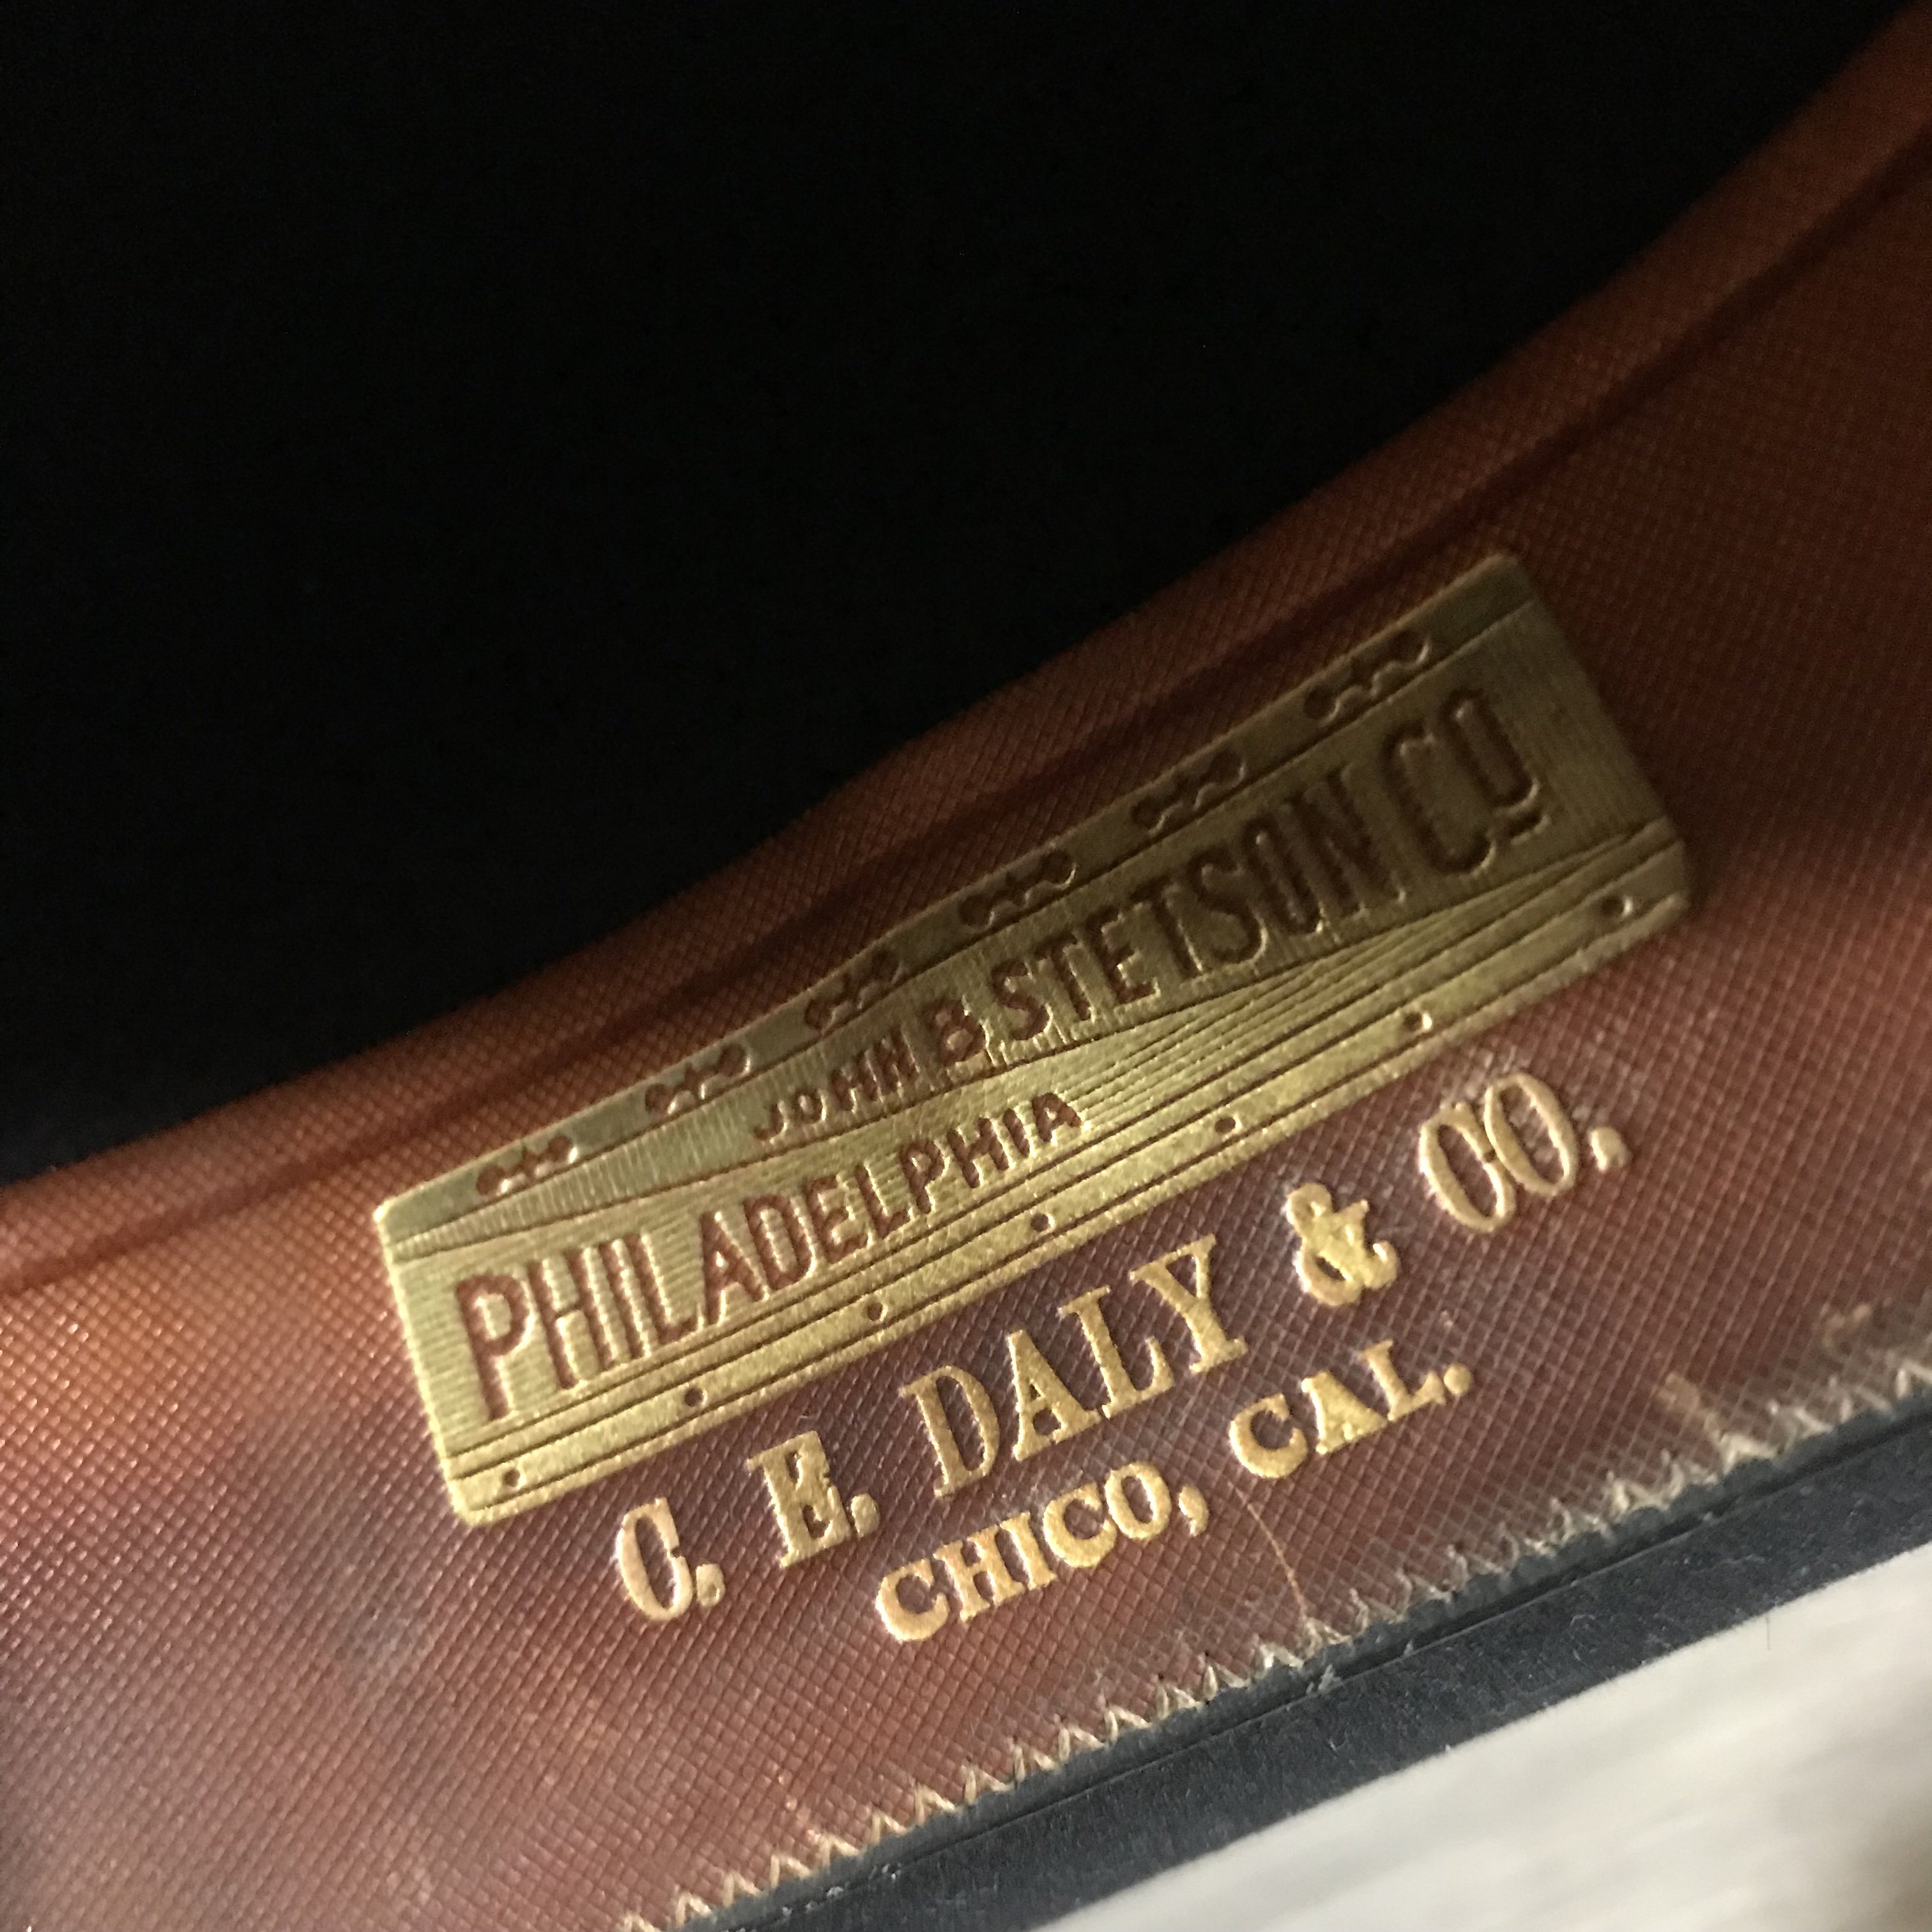 JOHN B. STETSON CO
PHILADELPHIA
C. E. DALY & CO.
CHICO, CAL.